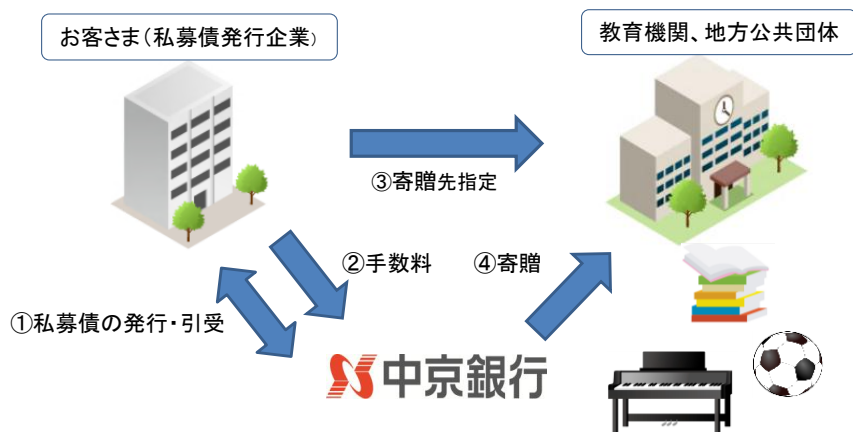 お客さま(私募債発行企業)
教育機関、地方公共団体
③寄贈先指定
②手数料
④寄贈
①私募債の発行・引受
中京銀行